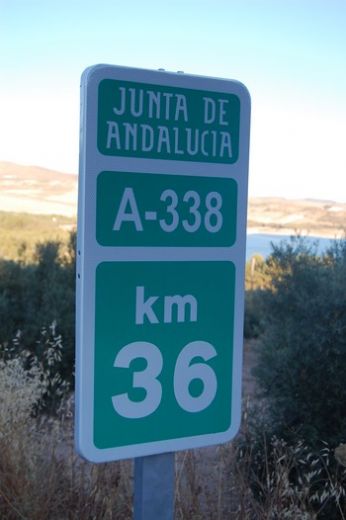 JUNTA DE
ANDALUCIA
A-338
km
36